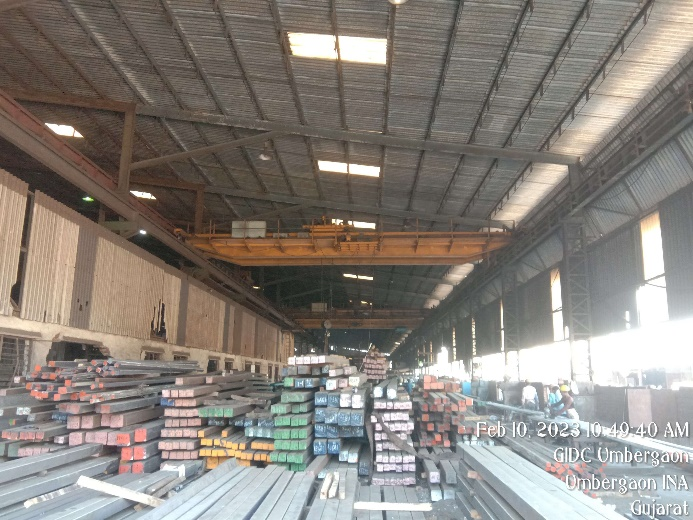 Feb 10, 2023 10:49:40 AM
GIDC Umbergaon
Umbergaon INA
Gujarat